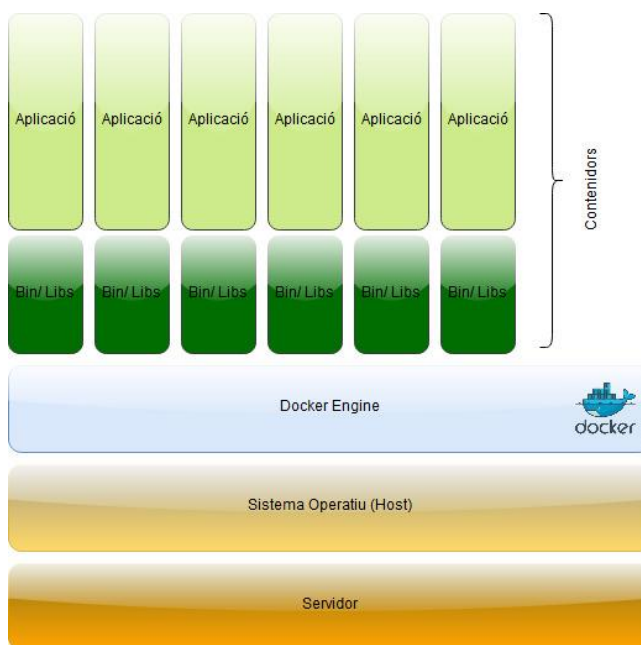 Aplicació Aplicació Aplicació Aplicació Aplicació Aplicació
Contenidors
Bin/ Libs Bin/ Libs Bin/ Libs Bin/ Libs Bin/ Libs Bin/ Libs
Docker Engine
docker
Sistema Operatiu (Host)
Servidor